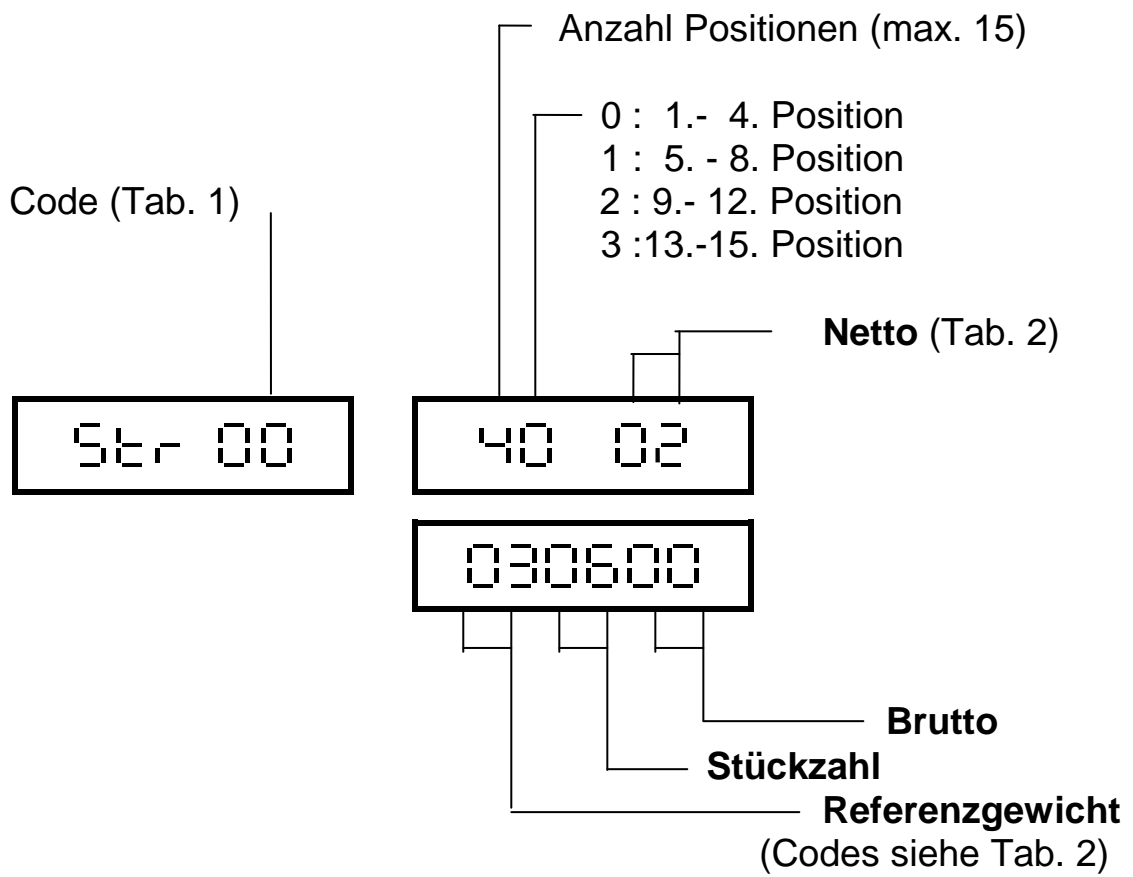 Anzahl Positionen (max. 15)
0 : 1.- 4. Position
1 : 5. - 8. Position
Code (Tab. 1)
2 : 9.- 12. Position
3 :13.-15. Position
Netto (Tab. 2)
Str 00
40 02
030600
Brutto
Stückzahl
Referenzgewicht
(Codes siehe Tab. 2)